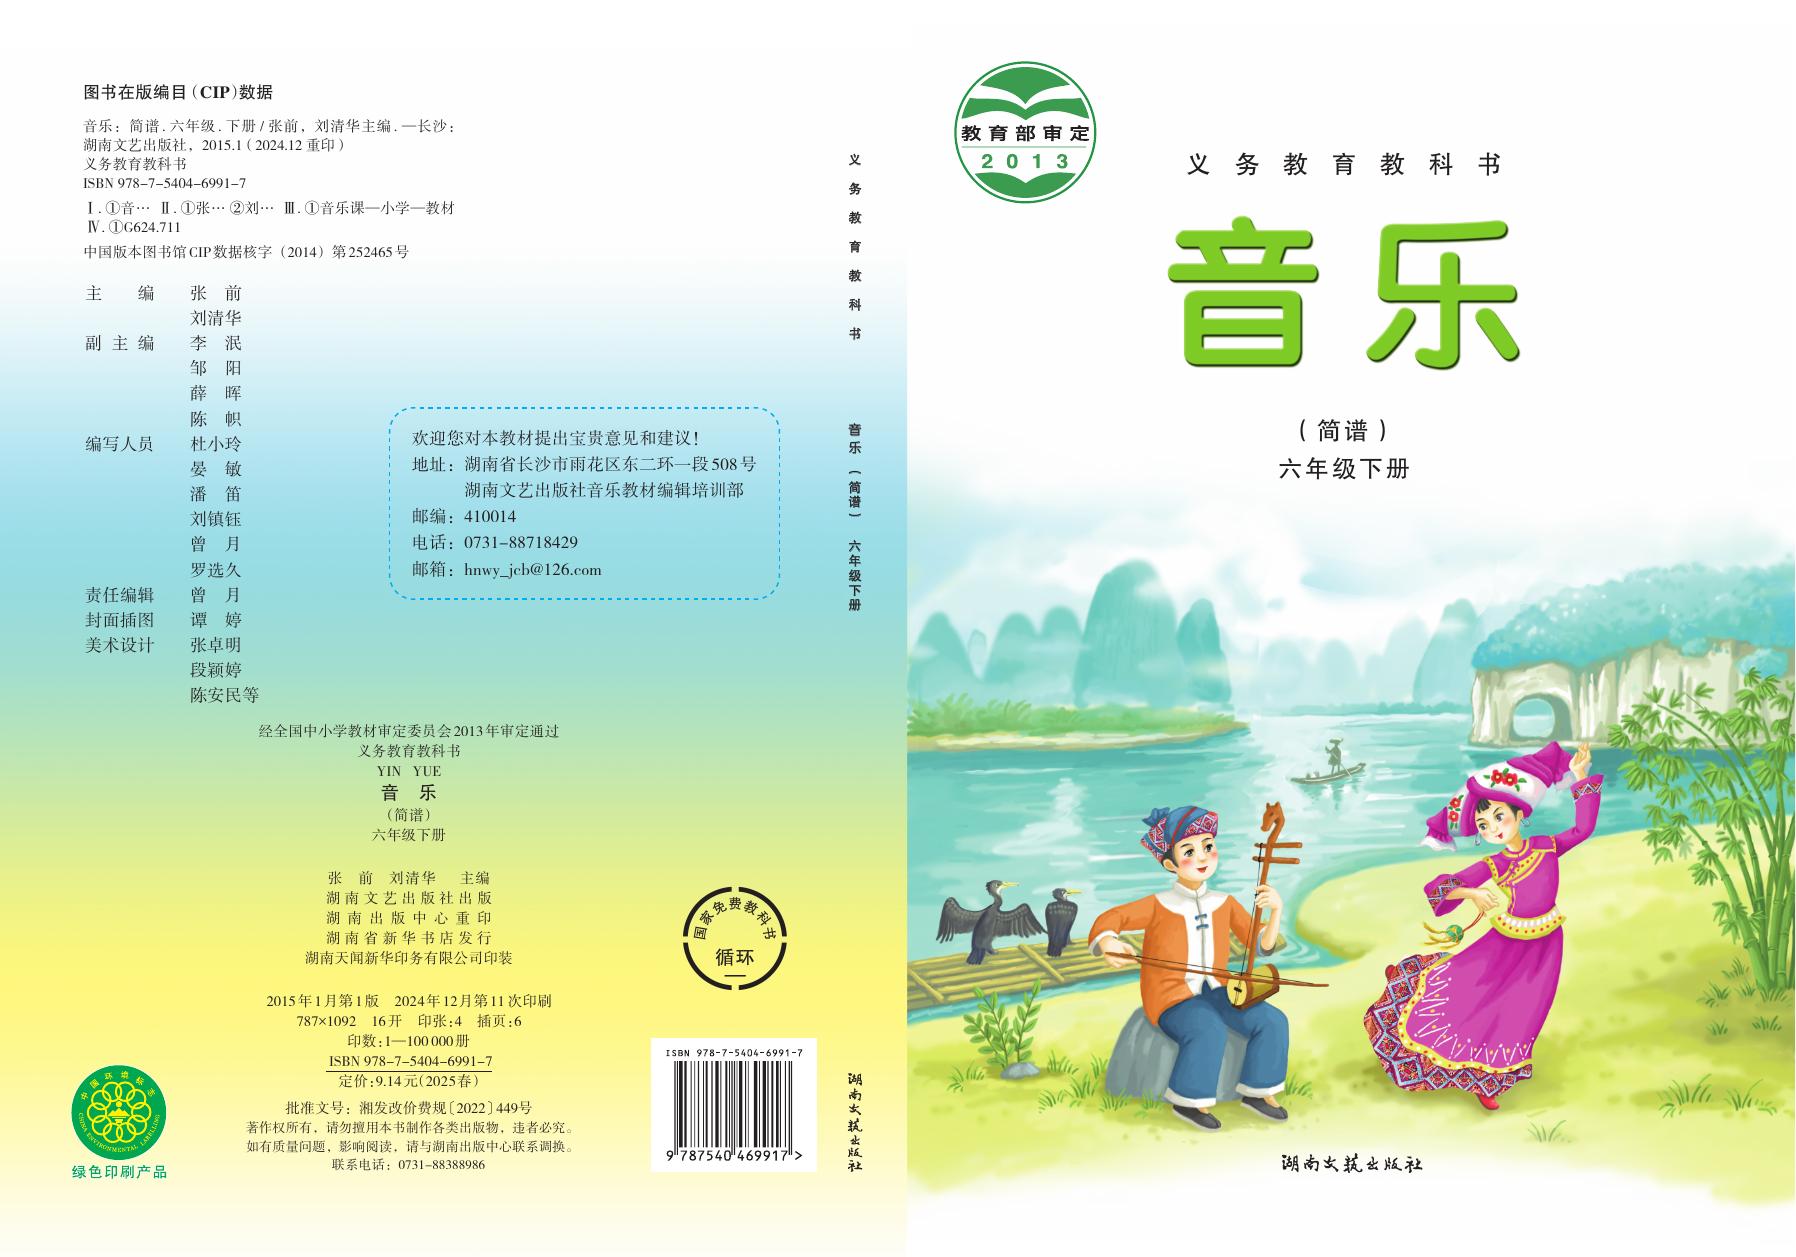 图书在版编目（CIP）数据
音乐：简谱．六年级．下册 / 张前，刘清华主编．—长沙：
湖南文艺出版社，2015.1（2024.12 重印）
义务教育教科书
ISBN 978-7-5404-6991-7
Ⅰ．①音… Ⅱ．①张… ②刘… Ⅲ．①音乐课—小学—教材
Ⅳ．①G624.711
中国版本图书馆CIP数据核字（2014）第252465号
主 编 张 前
刘清华
副主编 李 泯
邹 阳
薛 晖
陈 帜
编写人员 杜小玲
晏 敏
潘 笛
刘镇钰
曾 月
罗选久
责任编辑 曾 月
封面插图 谭 婷
美术设计 张卓明
段颖婷
陈安民等
欢迎您对本教材提出宝贵意见和建议！
地址：湖南省长沙市雨花区东二环一段508号
湖南文艺出版社音乐教材编辑培训部
邮编：410014
电话：0731-88718429
邮箱：hnwy_jcb@126.com
经全国中小学教材审定委员会2013年审定通过
义务教育教科书
YIN YUE
音 乐
（简谱）
六年级下册
张 前 刘清华 主编
湖南文艺出版社出版
湖南出版中心重印
湖南省新华书店发行
湖南天闻新华印务有限公司印装
2015年1月第1版 2024年12月第11次印刷
787×1092 16开 印张:4 插页:6
印数:1—100 000册
ISBN 978-7-5404-6991-7
定价:9.14元(2025春)
批准文号：湘发改价费规〔2022〕449号
著作权所有，请勿擅用本书制作各类出版物，违者必究。
如有质量问题，影响阅读，请与湖南出版中心联系调换。
联系电话：0731-88388986
国家免费教科书
循环
中国环境标志
CHINA ENVIRONMENTAL LABELLING
绿色印刷产品
ISBN 978-7-5404-6991-7
9 787540 469917 >
义务教育教科书
音乐（简谱） 六年级下册
湖南文艺出版社
教育部审定
2013
义务教育教科书
音乐
（简谱）
六年级下册
湖南文艺出版社